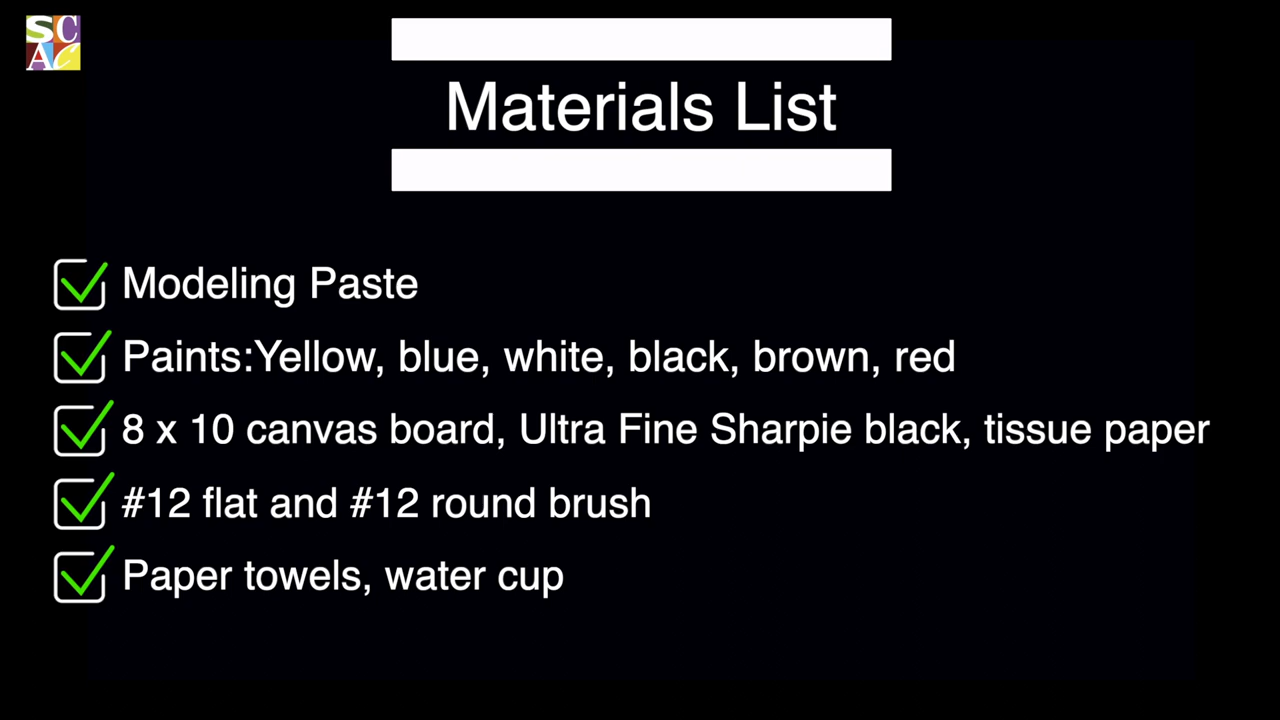 SC
AC
Materials List
Modeling Paste
Paints:Yellow, blue, white, black, brown, red
8 x 10 canvas board, Ultra Fine Sharpie black, tissue paper
#12 flat and #12 round brush
Paper towels, water cup